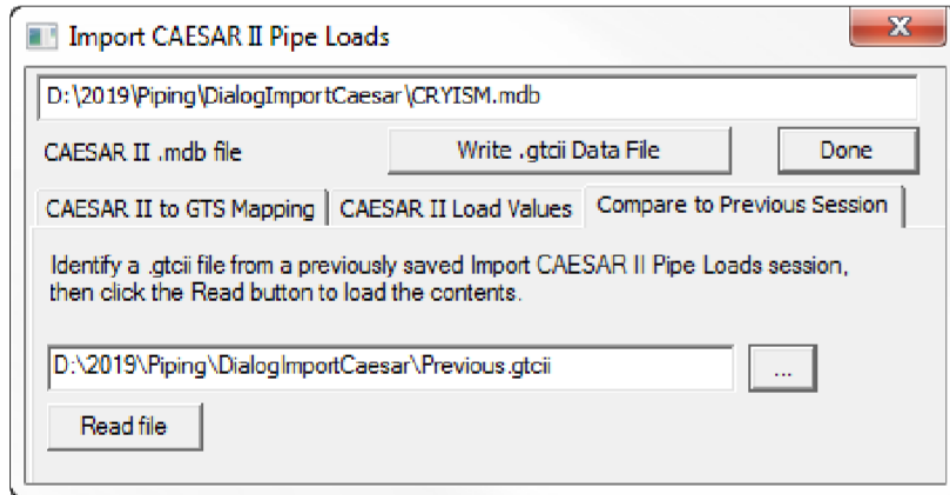 Import CAESAR II Pipe Loads
D:\2019\Piping\DialogImportCaesar\CRYISM.mdb
CAESAR II .mdb file Write .gtcii Data File Done
CAESAR II to GTS Mapping CAESAR II Load Values Compare to Previous Session
Identify a .gtcii file from a previously saved Import CAESAR II Pipe Loads session,
then click the Read button to load the contents.
D:\2019\Piping\DialogImportCaesar\Previous.gtcii ...
Read file